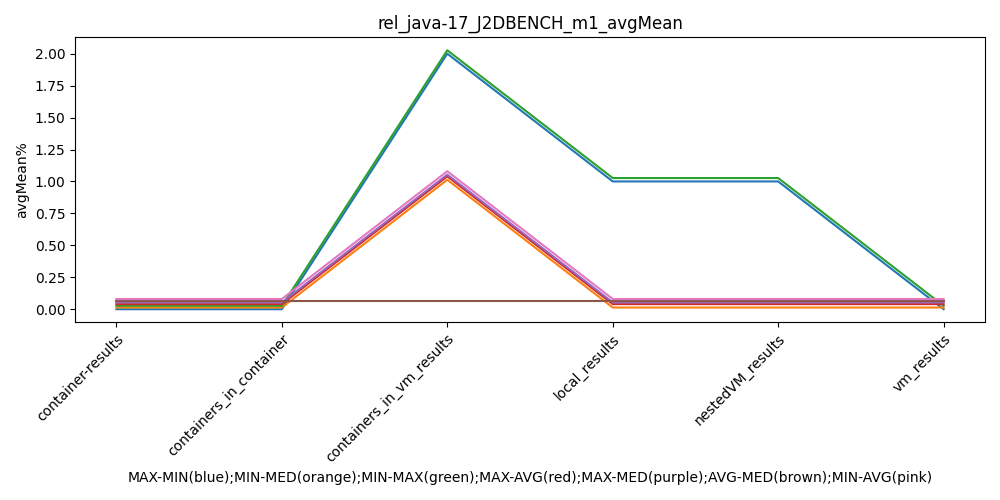 rel_java-17_J2DBENCH_m1_avgMean
avgMean%
2.00
1.75
1.50
1.25
1.00
0.75
0.50
0.25
0.00
container-results
containers_in_container
containers_in_vm_results
local_results
nestedVM_results
vm_results
MAX-MIN(blue);MIN-MED(orange);MIN-MAX(green);MAX-AVG(red);MAX-MED(purple);AVG-MED(brown);MIN-AVG(pink)